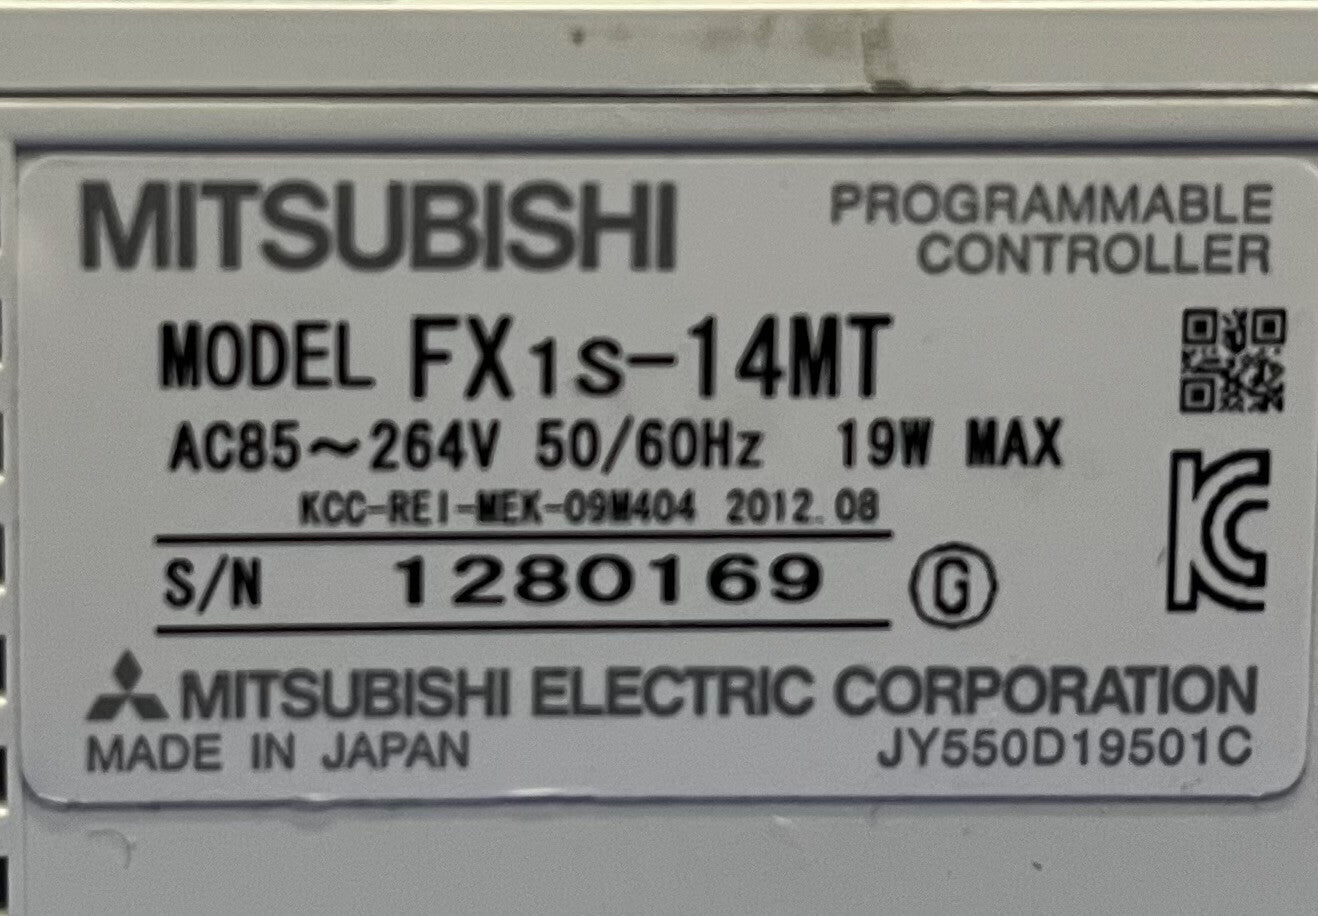 MITSUBISHI
PROGRAMMABLE
CONTROLLER
MODEL FX1S-14MT
AC85～264V 50/60Hz 19W MAX
KCC-REI-MEK-09M404 2012.08
S/N 1280169 Ⓖ
MITSUBISHI ELECTRIC CORPORATION
MADE IN JAPAN
JY550D19501C